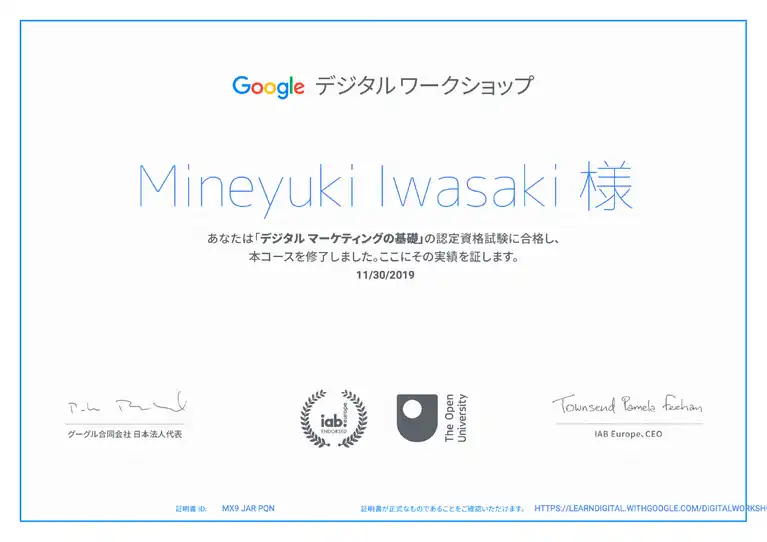 Google デジタル ワークショップ
Mineyuki Iwasaki 様
あなたは「デジタル マーケティングの基礎」の認定資格試験に合格し、
本コースを修了しました。ここにその実績を証します。
11/30/2019
グーグル合同会社 日本法人代表
iab.europe
ENDORSED
The Open
University
Townsend Pamela Feehan
IAB Europe、CEO
証明書 ID: MX9 JAR PQN
証明書が正式なものであることをご確認いただけます。 HTTPS://LEARNDIGITAL.WITHGOOGLE.COM/DIGITALWORKSH